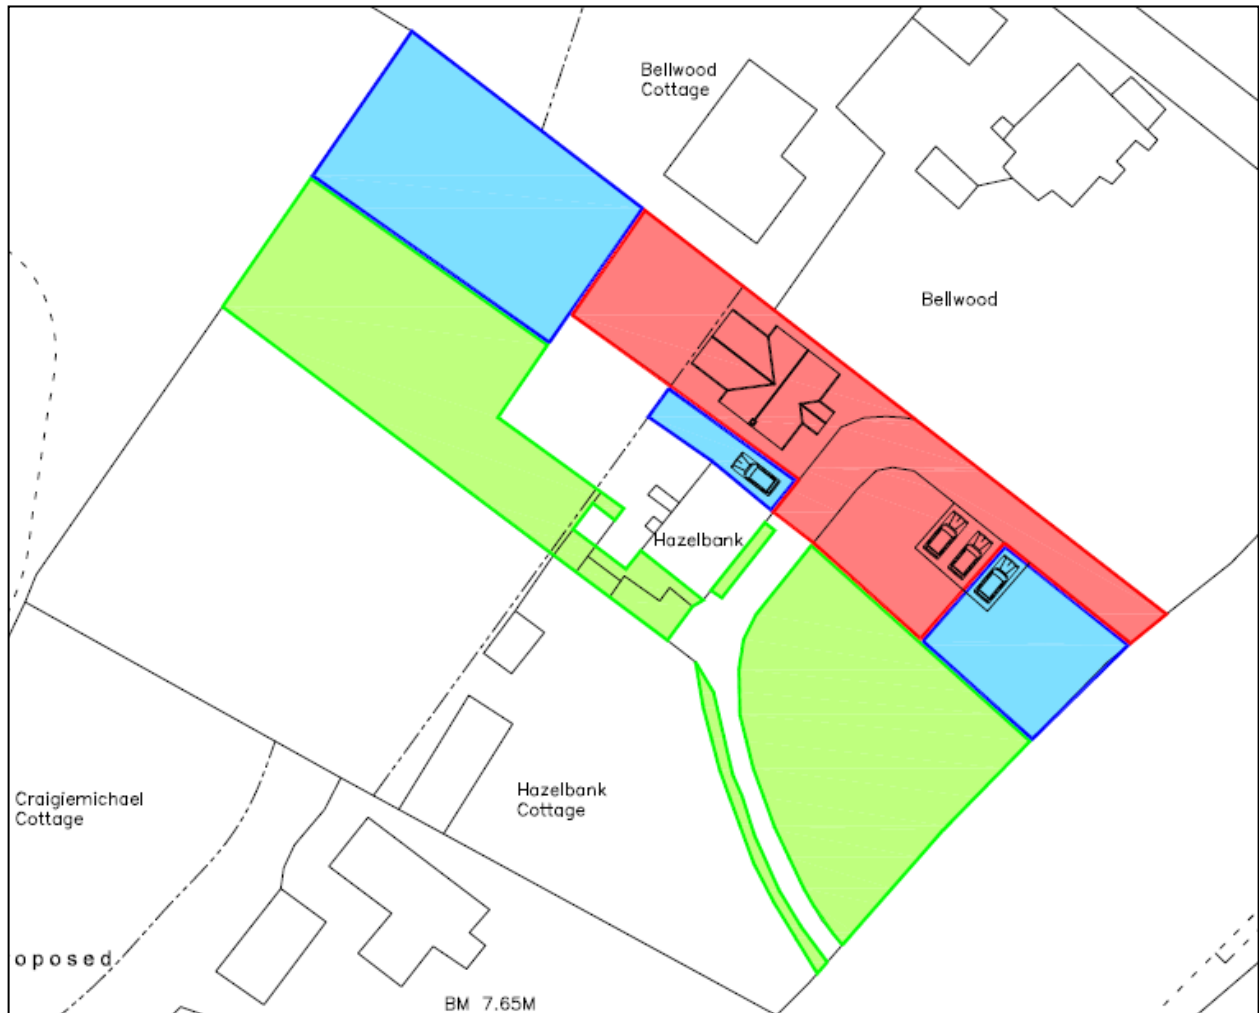 Bellwood
Cottage
Bellwood
Hazelbank
Hazelbank
Cottage
Craigiemichael
Cottage
oposed
BM 7.65M